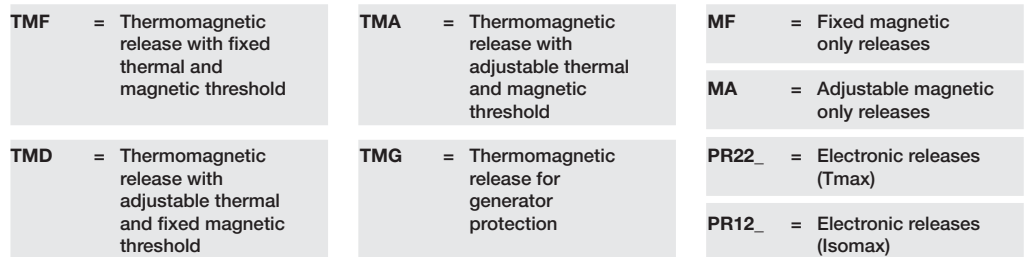 TMF = Thermomagnetic
release with fixed
thermal and
magnetic threshold
TMD = Thermomagnetic
release with
adjustable thermal
and fixed magnetic
threshold
TMA = Thermomagnetic
release with
adjustable thermal
and magnetic
threshold
TMG = Thermomagnetic
release for
generator
protection
MF = Fixed magnetic
only releases
MA = Adjustable magnetic
only releases
PR22_ = Electronic releases
(Tmax)
PR12_ = Electronic releases
(Isomax)